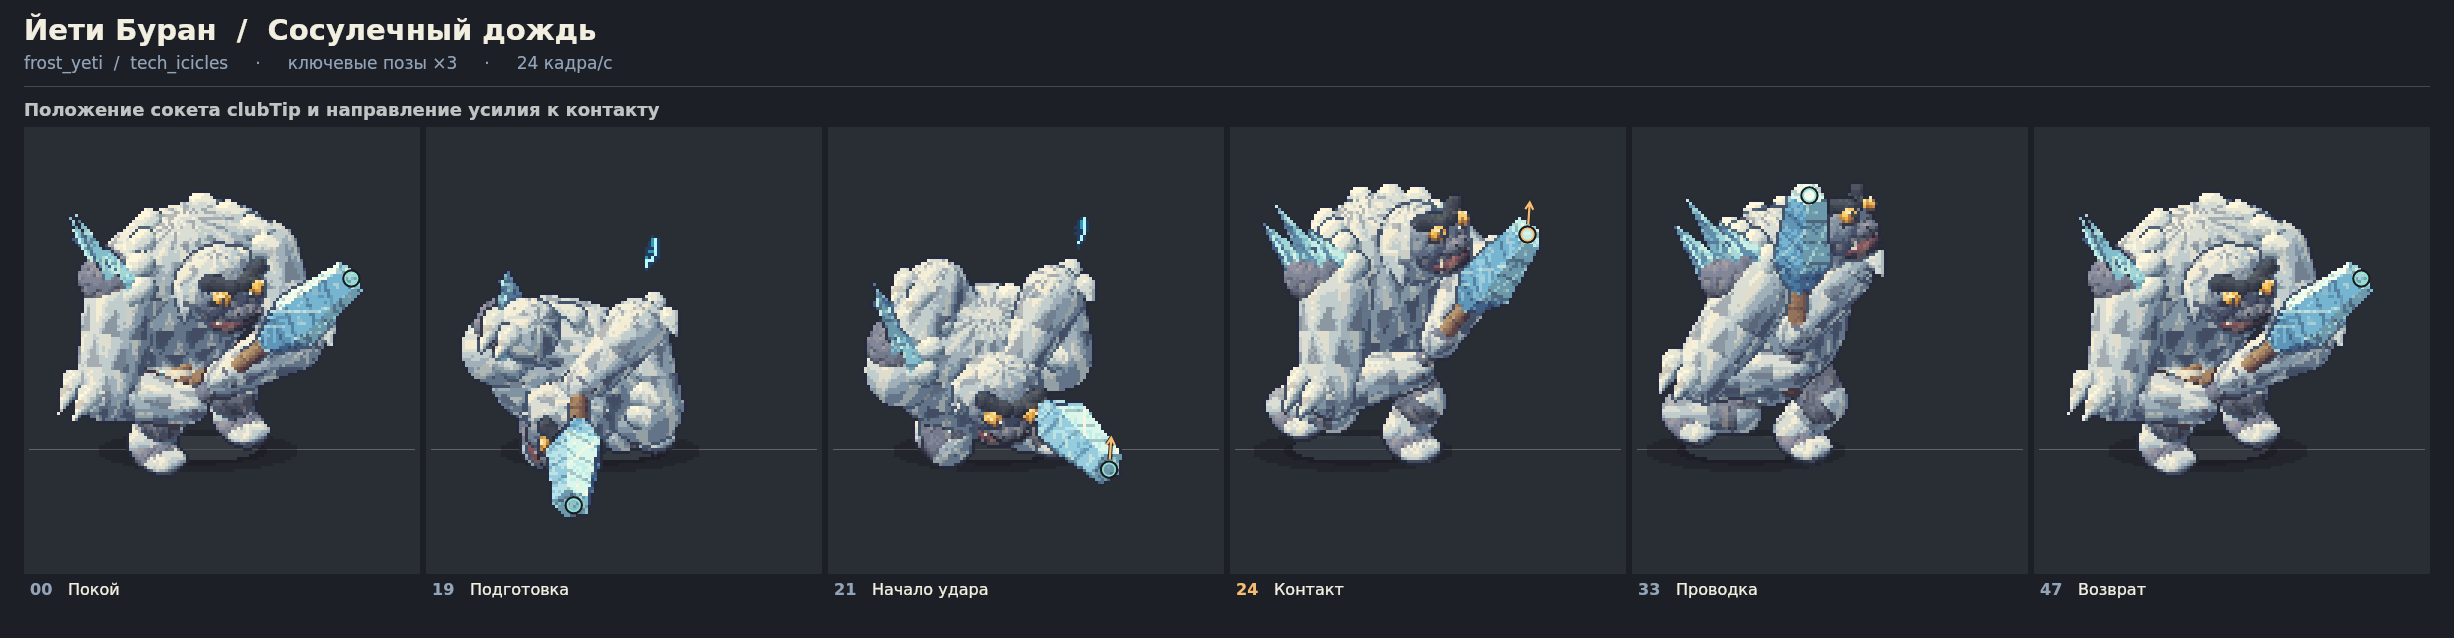 Йети Буран / Сосулечный дождь
frost_yeti / tech_icicles · ключевые позы ×3 · 24 кадра/с
Положение сокета clubTip и направление усилия к контакту
00 Покой
19 Подготовка
21 Начало удара
24 Контакт
33 Проводка
47 Возврат